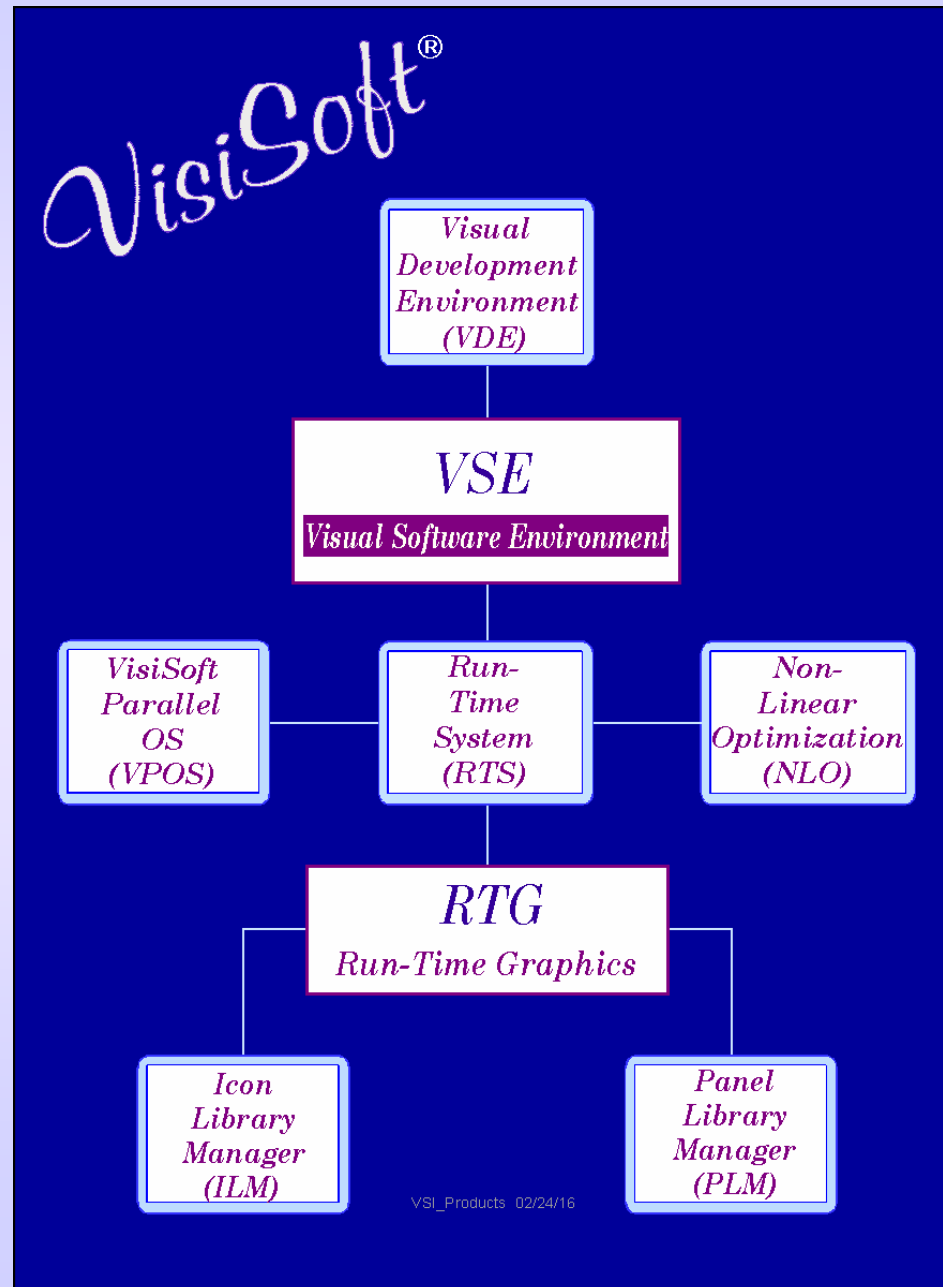 VisiSoft®
Visual
Development
Environment
(VDE)
VSE
Visual Software Environment
VisiSoft
Parallel
OS
(VPOS)
Run-
Time
System
(RTS)
Non-
Linear
Optimization
(NLO)
RTG
Run-Time Graphics
Icon
Library
Manager
(ILM)
Panel
Library
Manager
(PLM)
VSI_Products 02/24/16